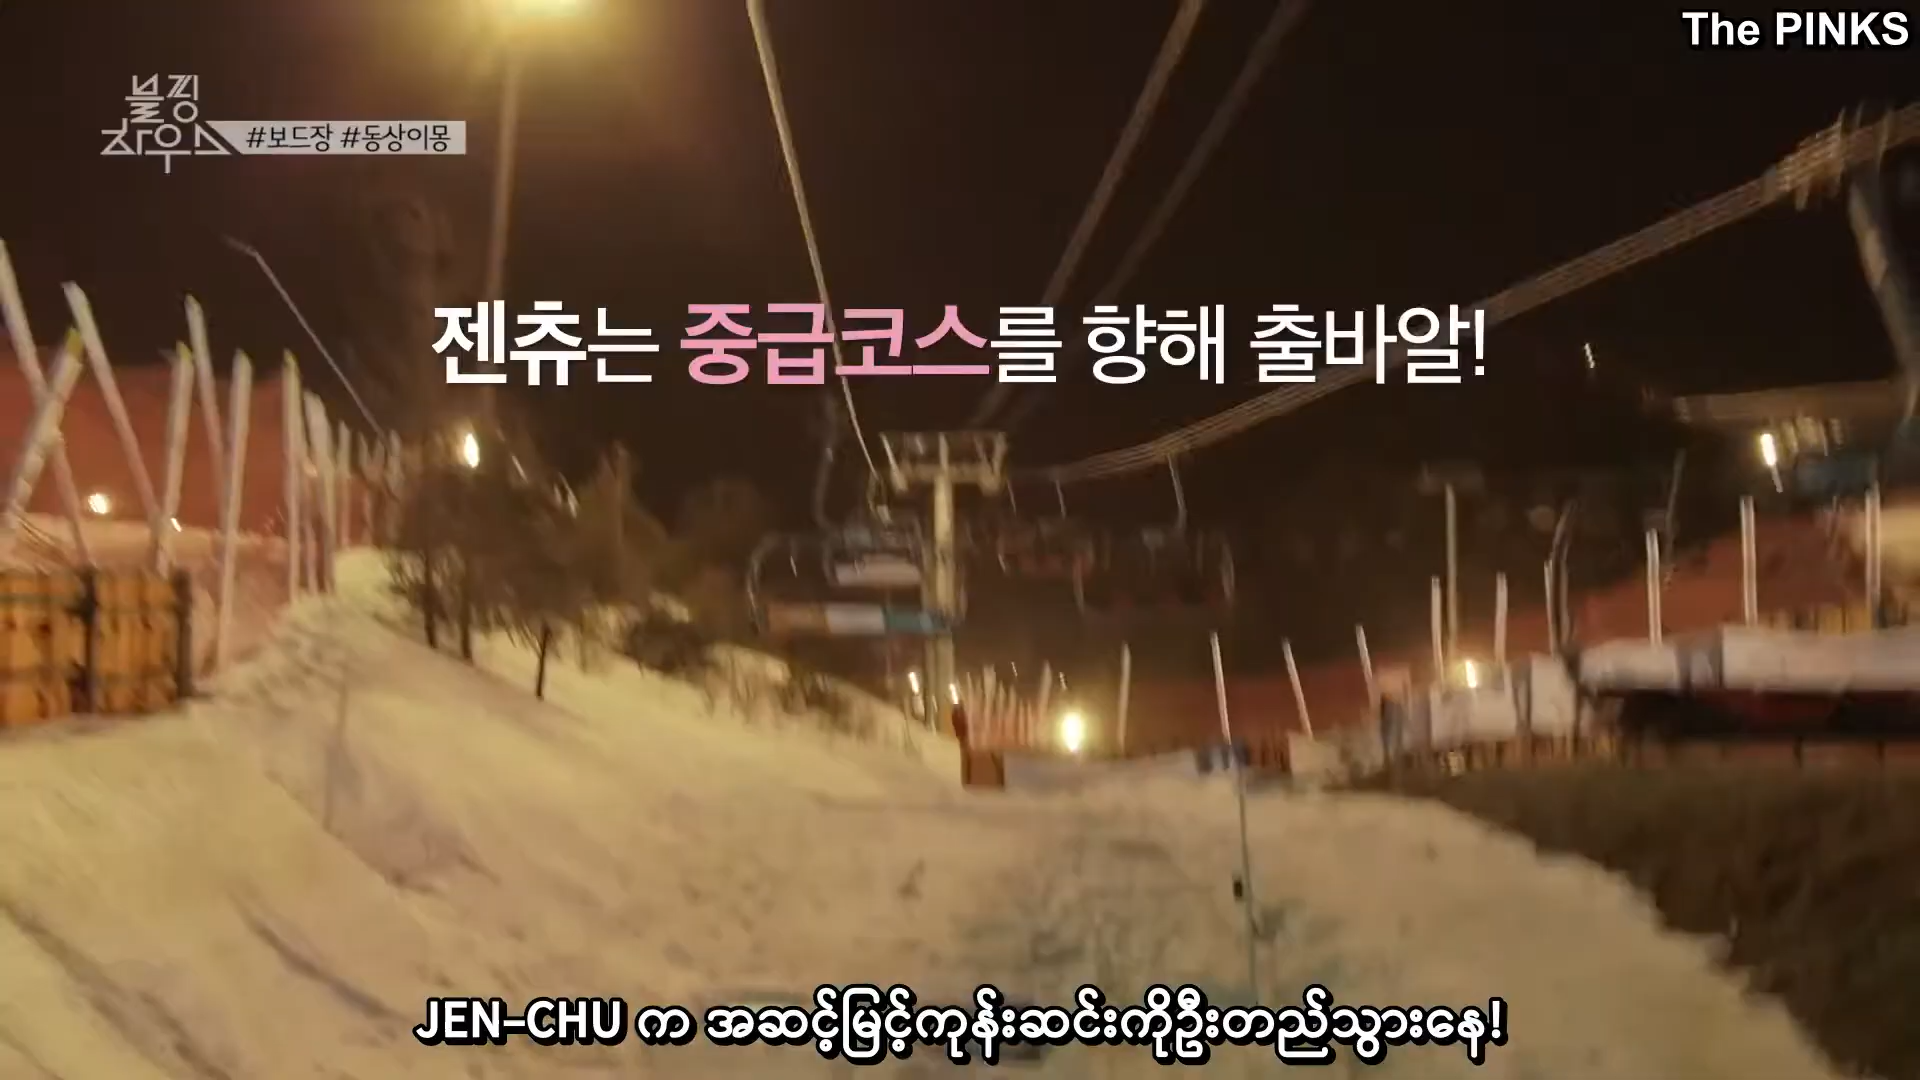 The PINKS
블핑
하우스
#보드장 #동상이몽
젠츄는 중급코스를 향해 출바알!
JEN-CHU က အဆင့်မြင့်ကုန်းဆင်းကိုဦးတည်သွားနေ!